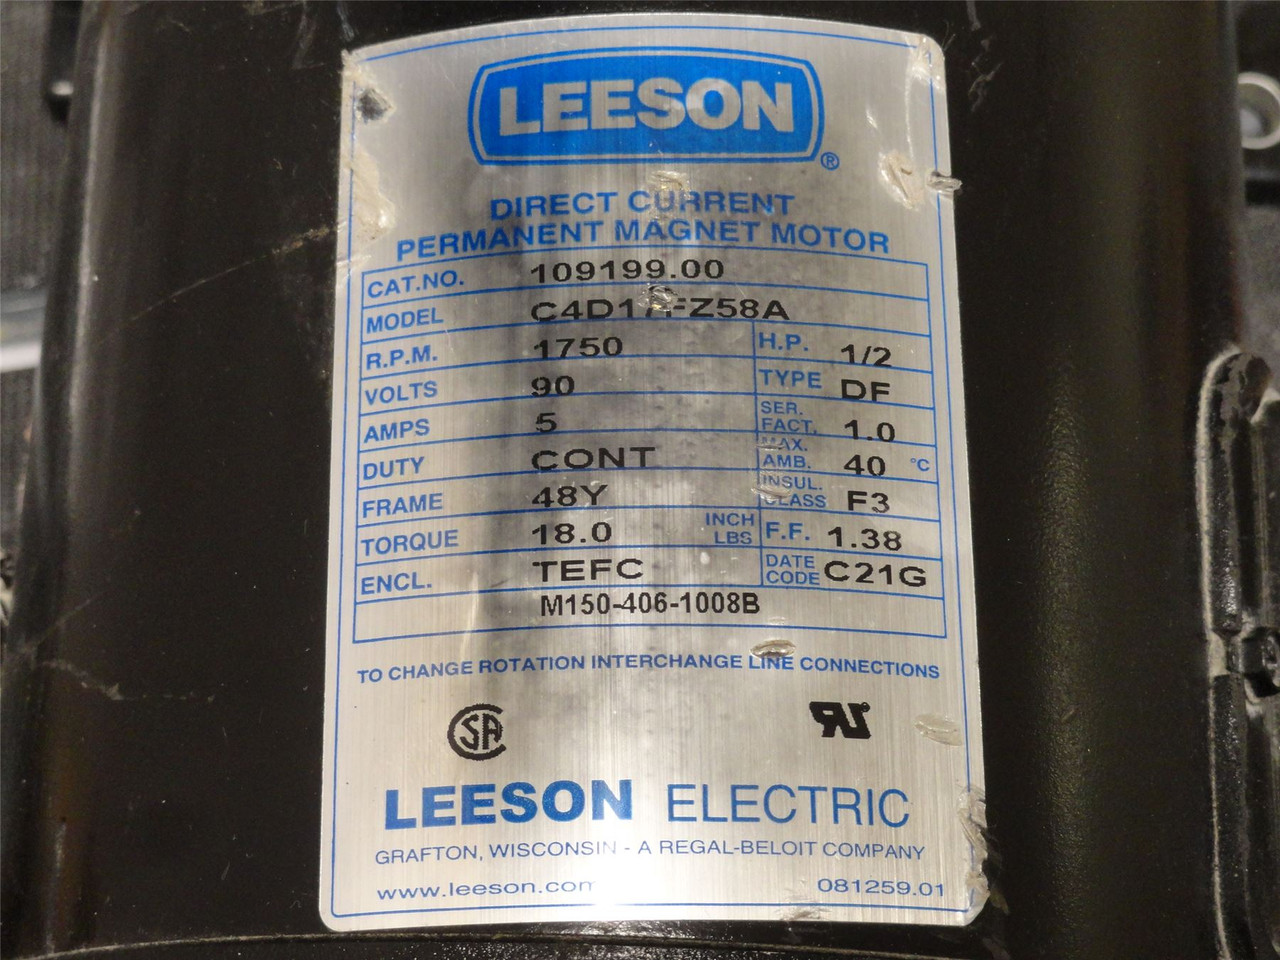 LEESON®
DIRECT CURRENT
PERMANENT MAGNET MOTOR
CAT.NO. 109199.00
MODEL
R.P.M. 1750 H.P. 1/2
VOLTS 90 TYPE DF
AMPS 5 SER. FACT. 1.0
DUTY CONT MAX. AMB. 40 °C
FRAME 48Y INSUL. CLASS F3
TORQUE 18.0 INCH LBS F.F. 1.38
ENCL. TEFC DATE CODE C21G
M150-406-1008B
TO CHANGE ROTATION INTERCHANGE LINE CONNECTIONS
LEESON ELECTRIC
GRAFTON, WISCONSIN - A REGAL-BELOIT COMPANY
www.leeson.com 081259.01